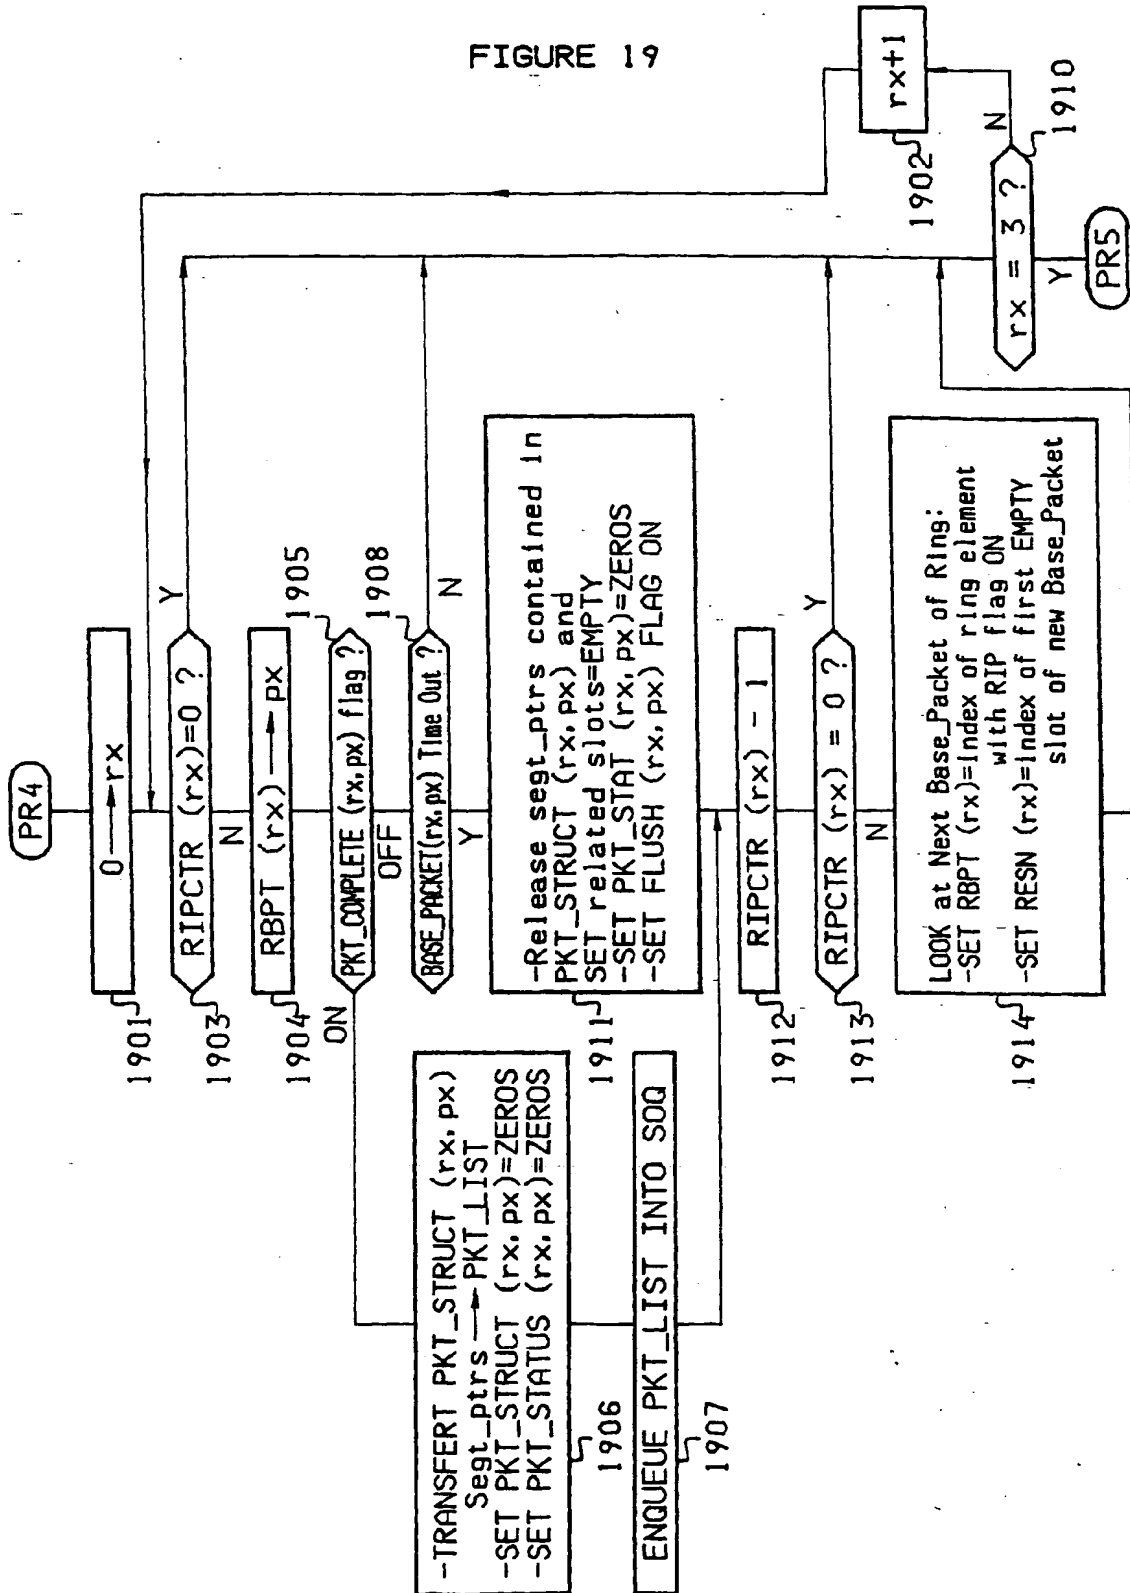 FIGURE 19
PR4
0 → rx
1901
RIPCTR (rx)=0 ?
Y
N
1903
RBPT (rx) → px
1904
PKT_COMPLETE (rx,px) flag ?
1905
ON
OFF
BASE_PACKET(rx,px) Time Out ?
1908
N
Y
-TRANSFERT PKT_STRUCT (rx,px)
Segt_ptrs → PKT_LIST
-SET PKT_STRUCT (rx,px)=ZEROS
-SET PKT_STATUS (rx,px)=ZEROS
1906
ENQUEUE PKT_LIST INTO SOQ
1907
-Release segt_ptrs contained in
PKT_STRUCT (rx,px) and
SET related slots=EMPTY
-SET PKT_STAT (rx,px)=ZEROS
-SET FLUSH (rx,px) FLAG ON
1911
RIPCTR (rx) - 1
1912
RIPCTR (rx) = 0 ?
Y
N
1913
LOOK at Next Base_Packet of Ring:
-SET RBPT (rx)=Index of ring element
with RIP flag ON
-SET RESN (rx)=Index of first EMPTY
slot of new Base_Packet
1914
rx+1
1902
rx = 3 ?
N
1910
Y
PR5